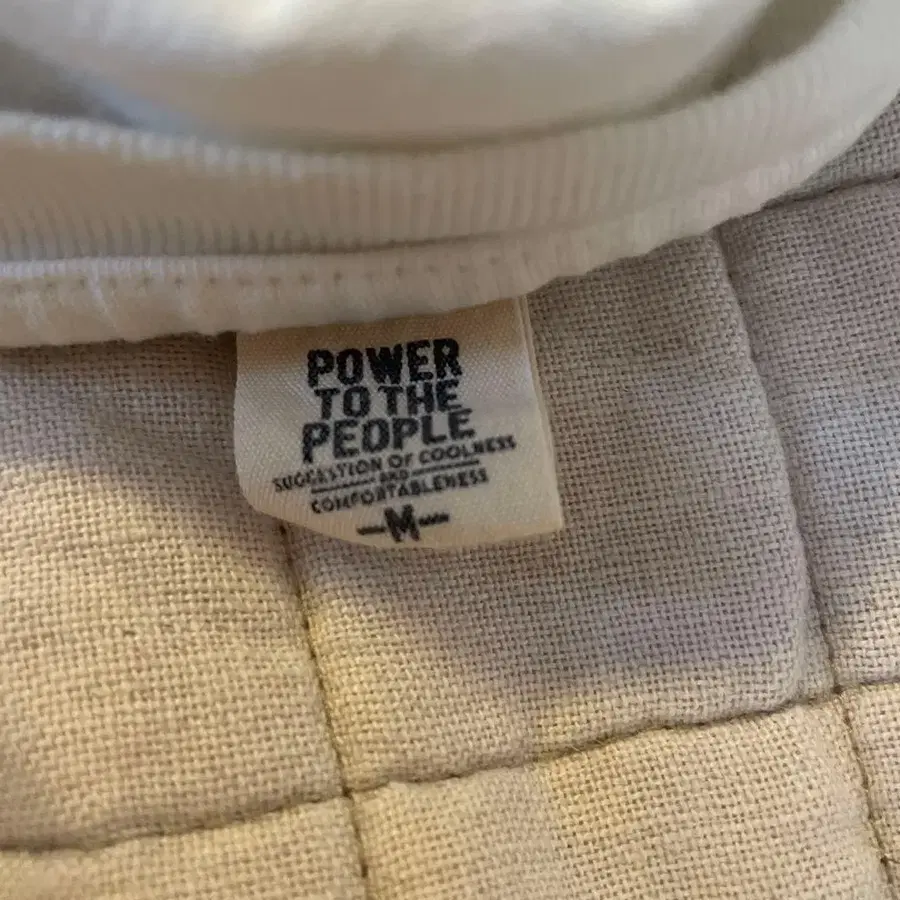 POWER
TO THE
PEOPLE
SUGGESTION OF COOLNESS
AND
COMFORTABLENESS
M